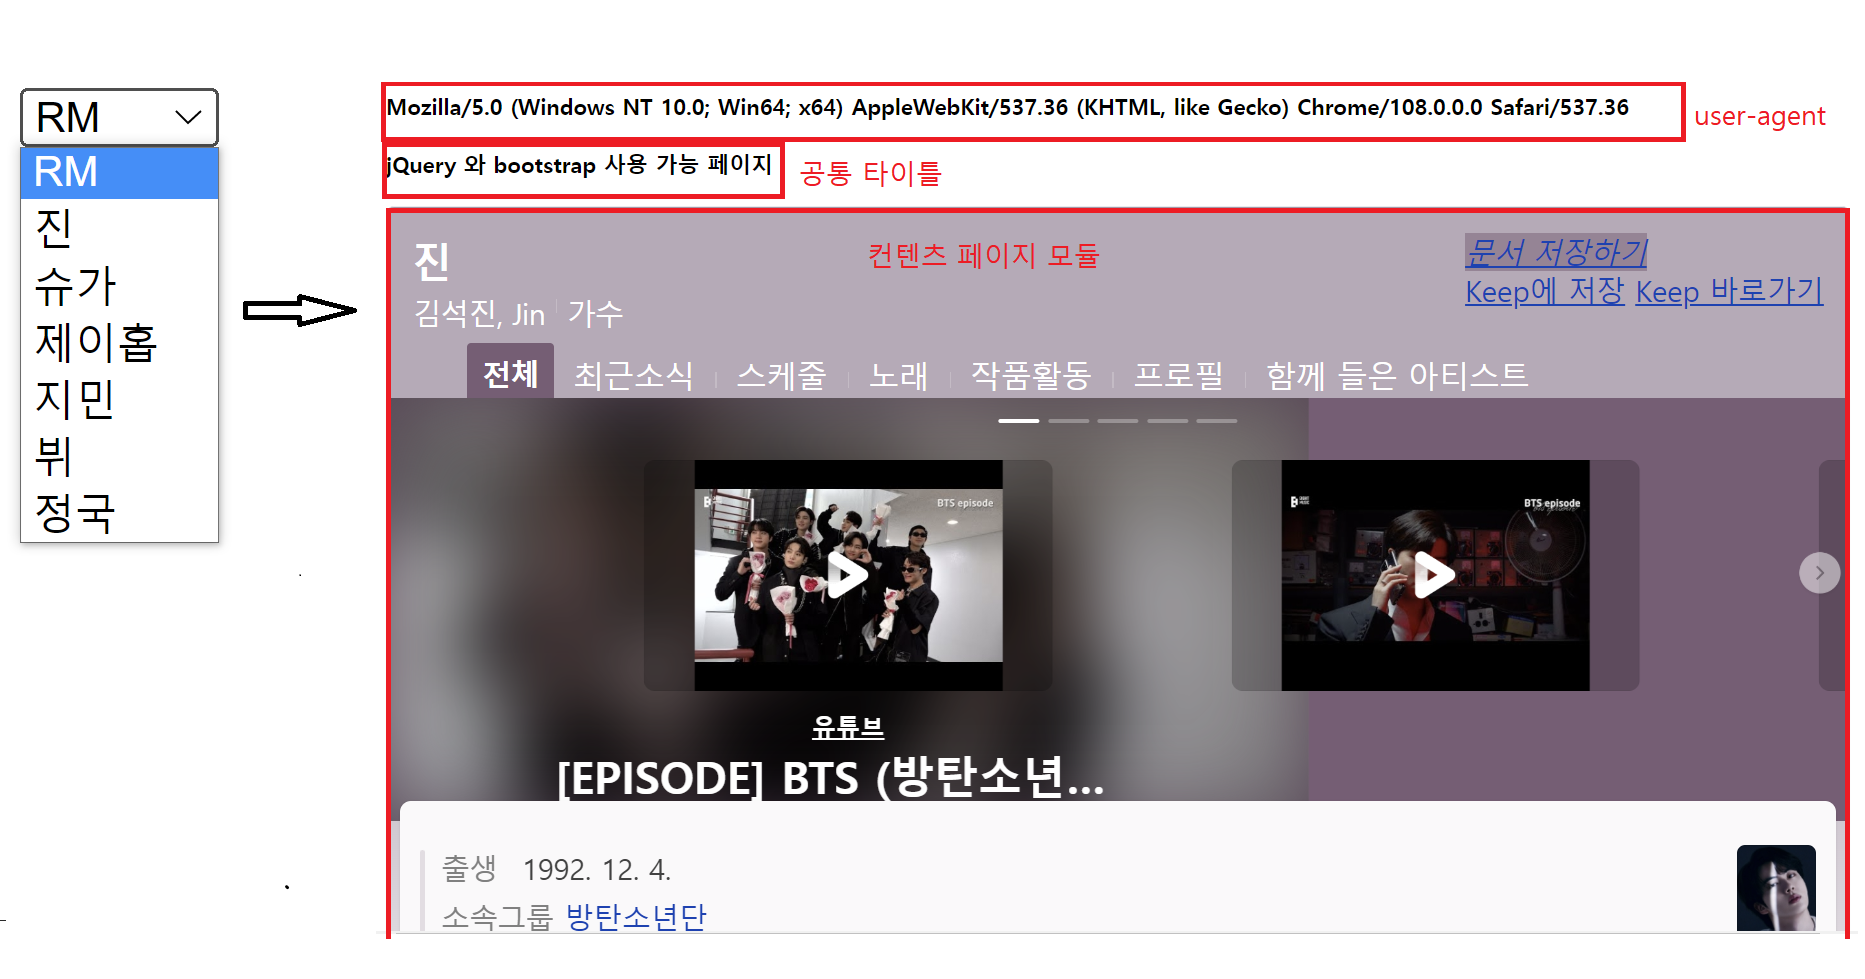 RM
RM
진
슈가
제이홉
지민
뷔
정국
Mozilla/5.0 (Windows NT 10.0; Win64; x64) AppleWebKit/537.36 (KHTML, like Gecko) Chrome/108.0.0.0 Safari/537.36
user-agent
jQuery 와 bootstrap 사용 가능 페이지
공통 타이틀
진
컨텐츠 페이지 모듈
문서 저장하기
Keep에 저장 Keep 바로가기
김석진, Jin 가수
전체 최근소식 스케줄 노래 작품활동 프로필 함께 들은 아티스트
BTS episode
BTS episode
유튜브
[EPISODE] BTS (방탄소년...
출생 1992. 12. 4.
소속그룹 방탄소년단